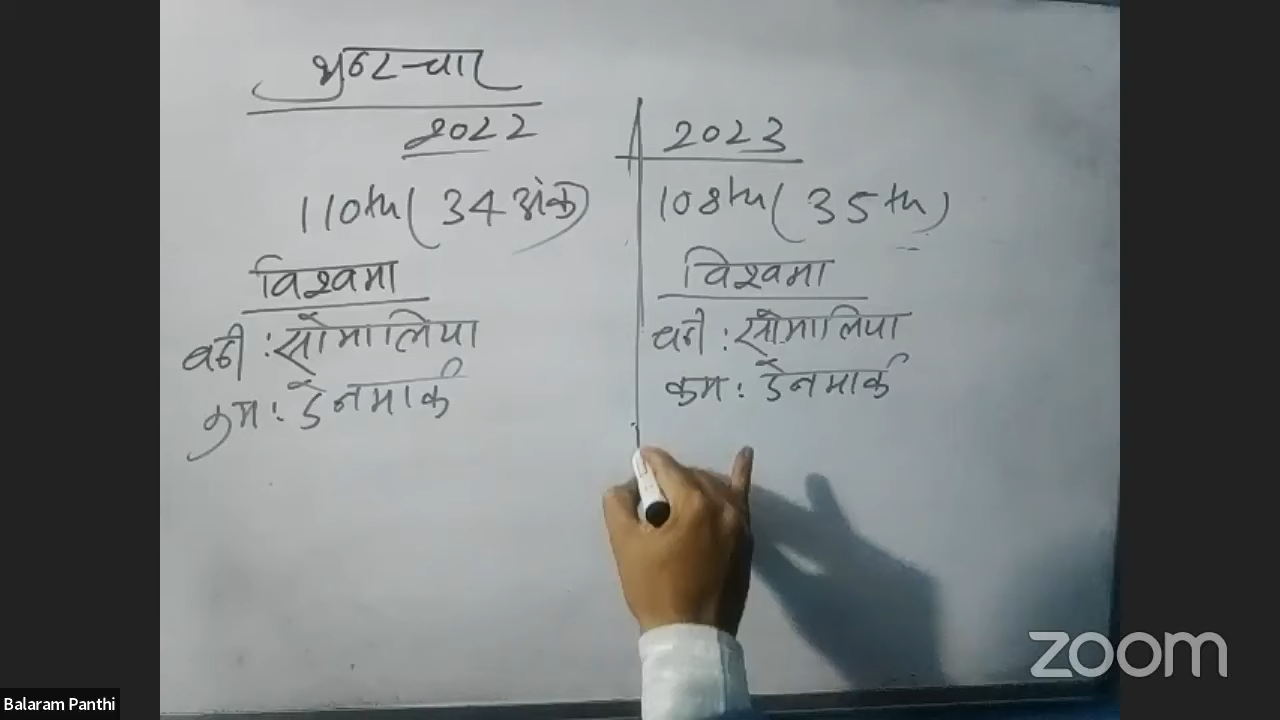 भ्रष्टाचार
2022
110th ( 34 अंक)
विश्वमा
बढी : सोमालिया
कम : डेनमार्क
2023
108th ( 35th )
विश्वमा
बढी : सोमालिया
कम : डेनमार्क
zoom
Balaram Panthi